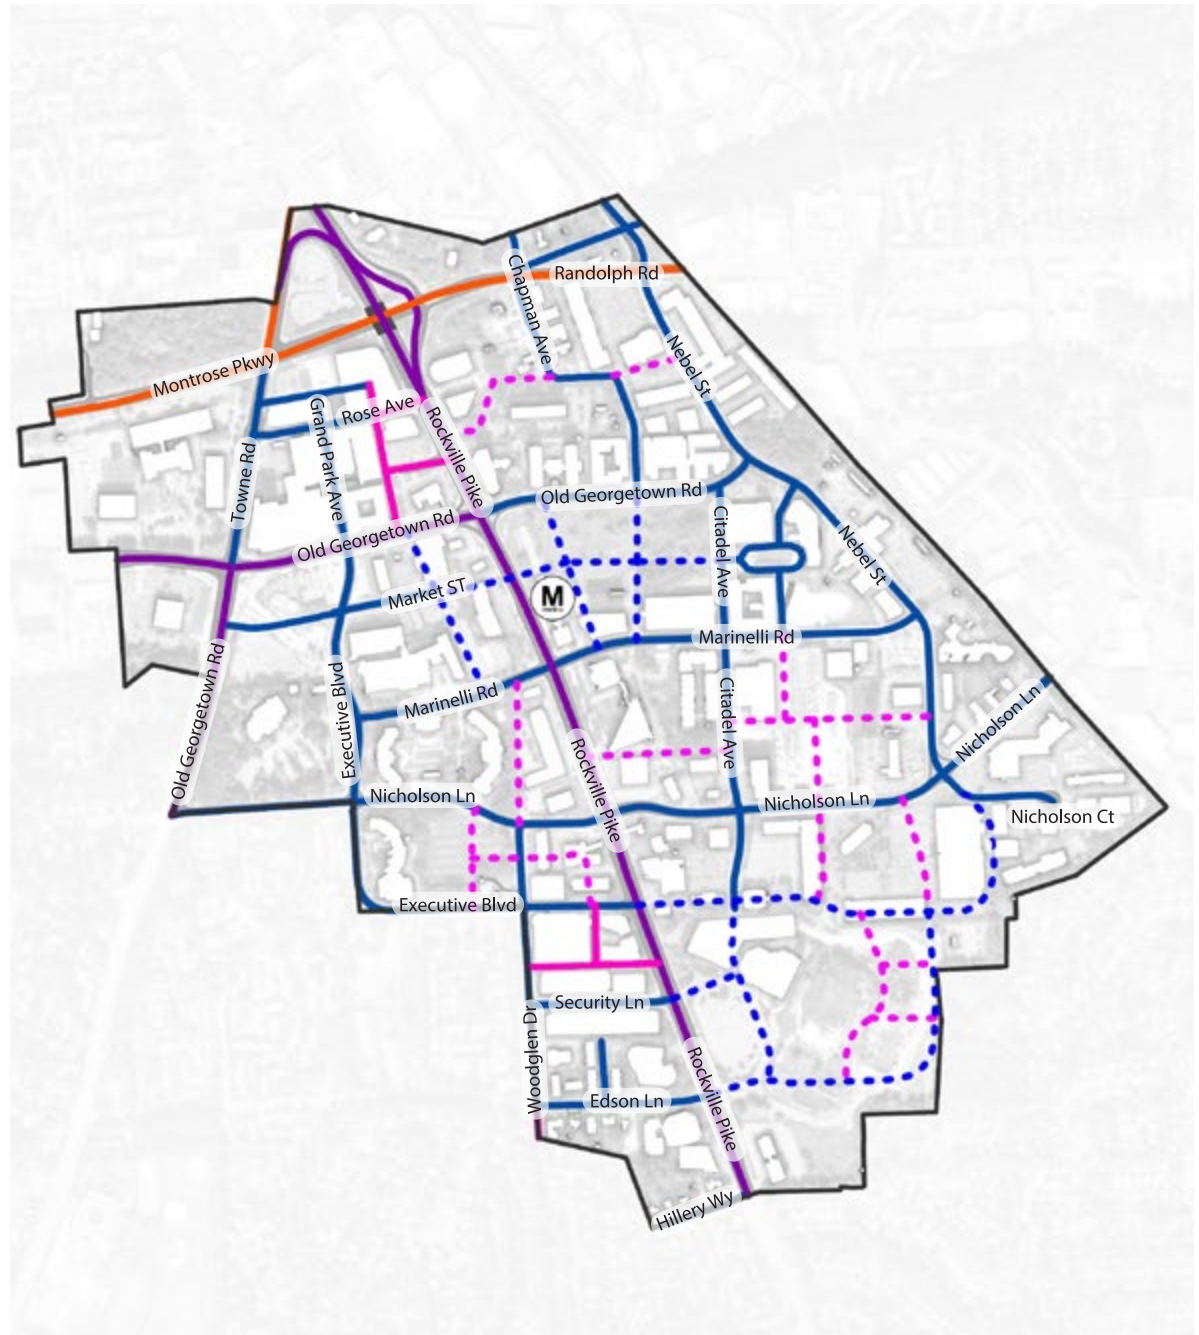 Chapman Ave
Randolph Rd
Montrose Pkwy
Nebel St
Grand Park Ave
Rose Ave
Rockville Pike
Towne Rd
Old Georgetown Rd
Old Georgetown Rd
Citadel Ave
Nebel St
Market ST
M
Marinelli Rd
Old Georgetown Rd
Executive Blvd
Marinelli Rd
Citadel Ave
Nicholson Ln
Rockville Pike
Nicholson Ln
Nicholson Ln
Nicholson Ct
Executive Blvd
Security Ln
Woodglen Dr
Rockville Pike
Edson Ln
Hillery Wy